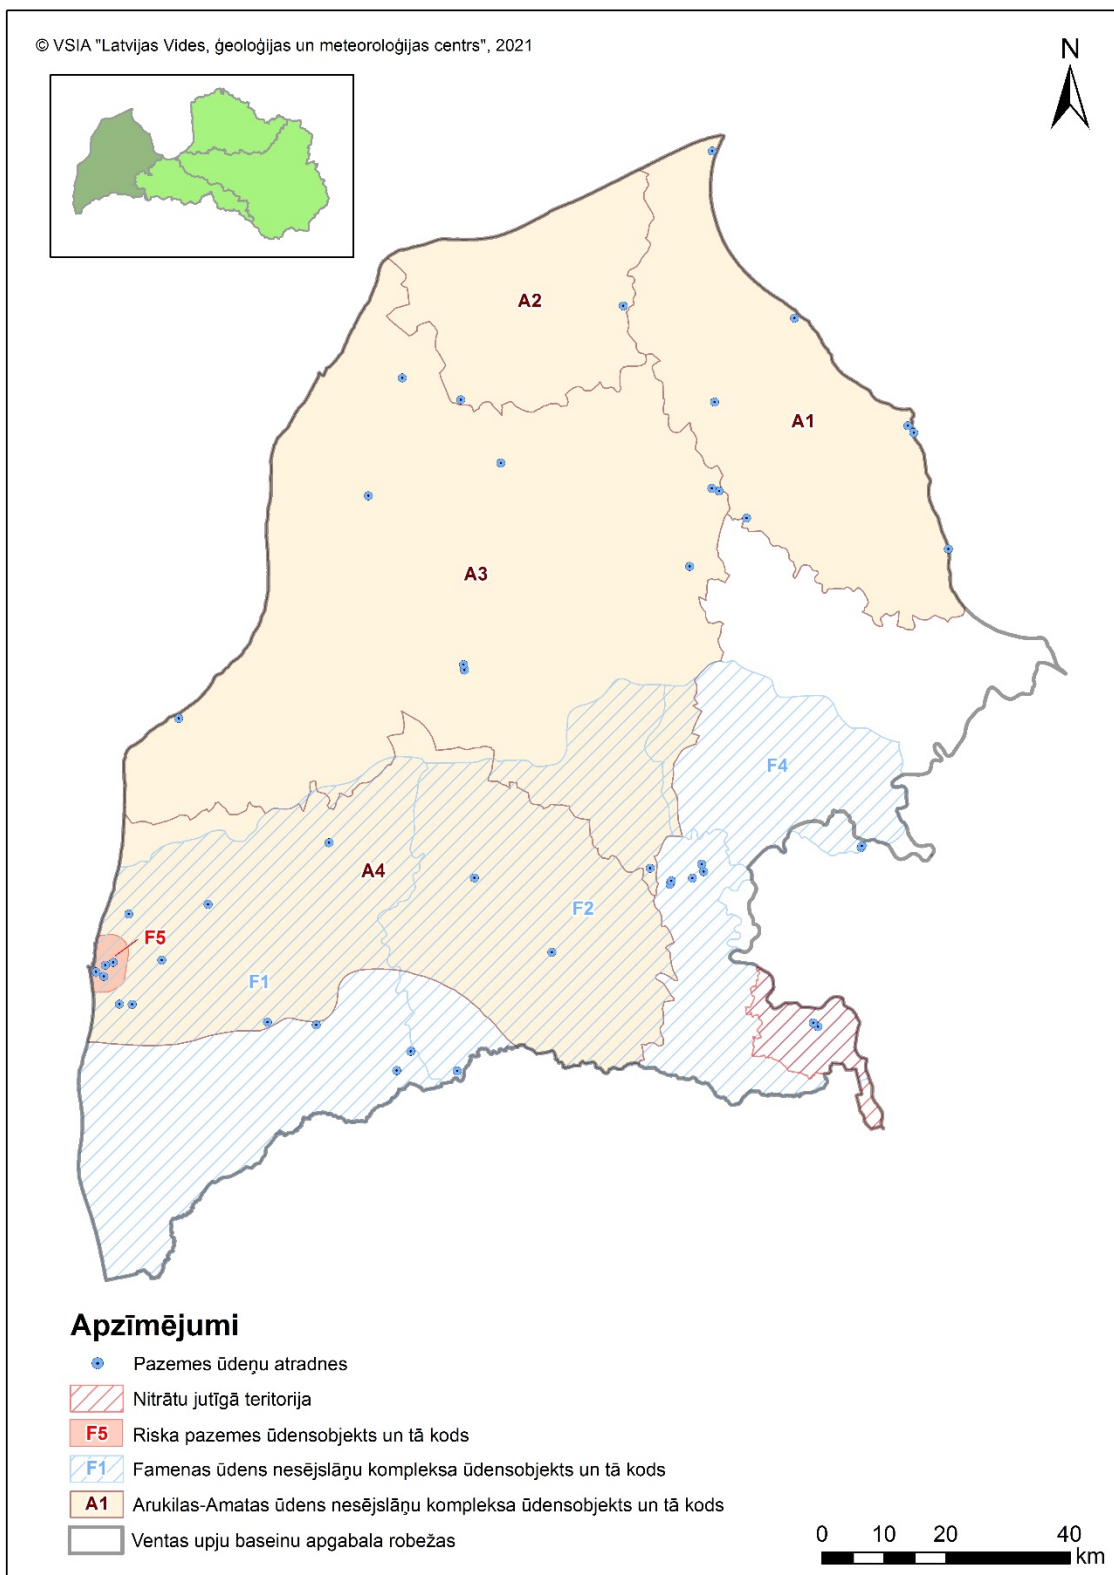 © VSIA "Latvijas Vides, ģeoloģijas un meteoroloģijas centrs", 2021
N
A2
A1
A3
F4
A4
F2
F5
F1
Apzīmējumi
Pazemes ūdeņu atradnes
Nitrātu jutīgā teritorija
F5 Riska pazemes ūdensobjekts un tā kods
F1 Famenas ūdens nesējslāņu kompleksa ūdensobjekts un tā kods
A1 Arukilas-Amatas ūdens nesējslāņu kompleksa ūdensobjekts un tā kods
Ventas upju baseinu apgabala robežas
0 10 20 40
km